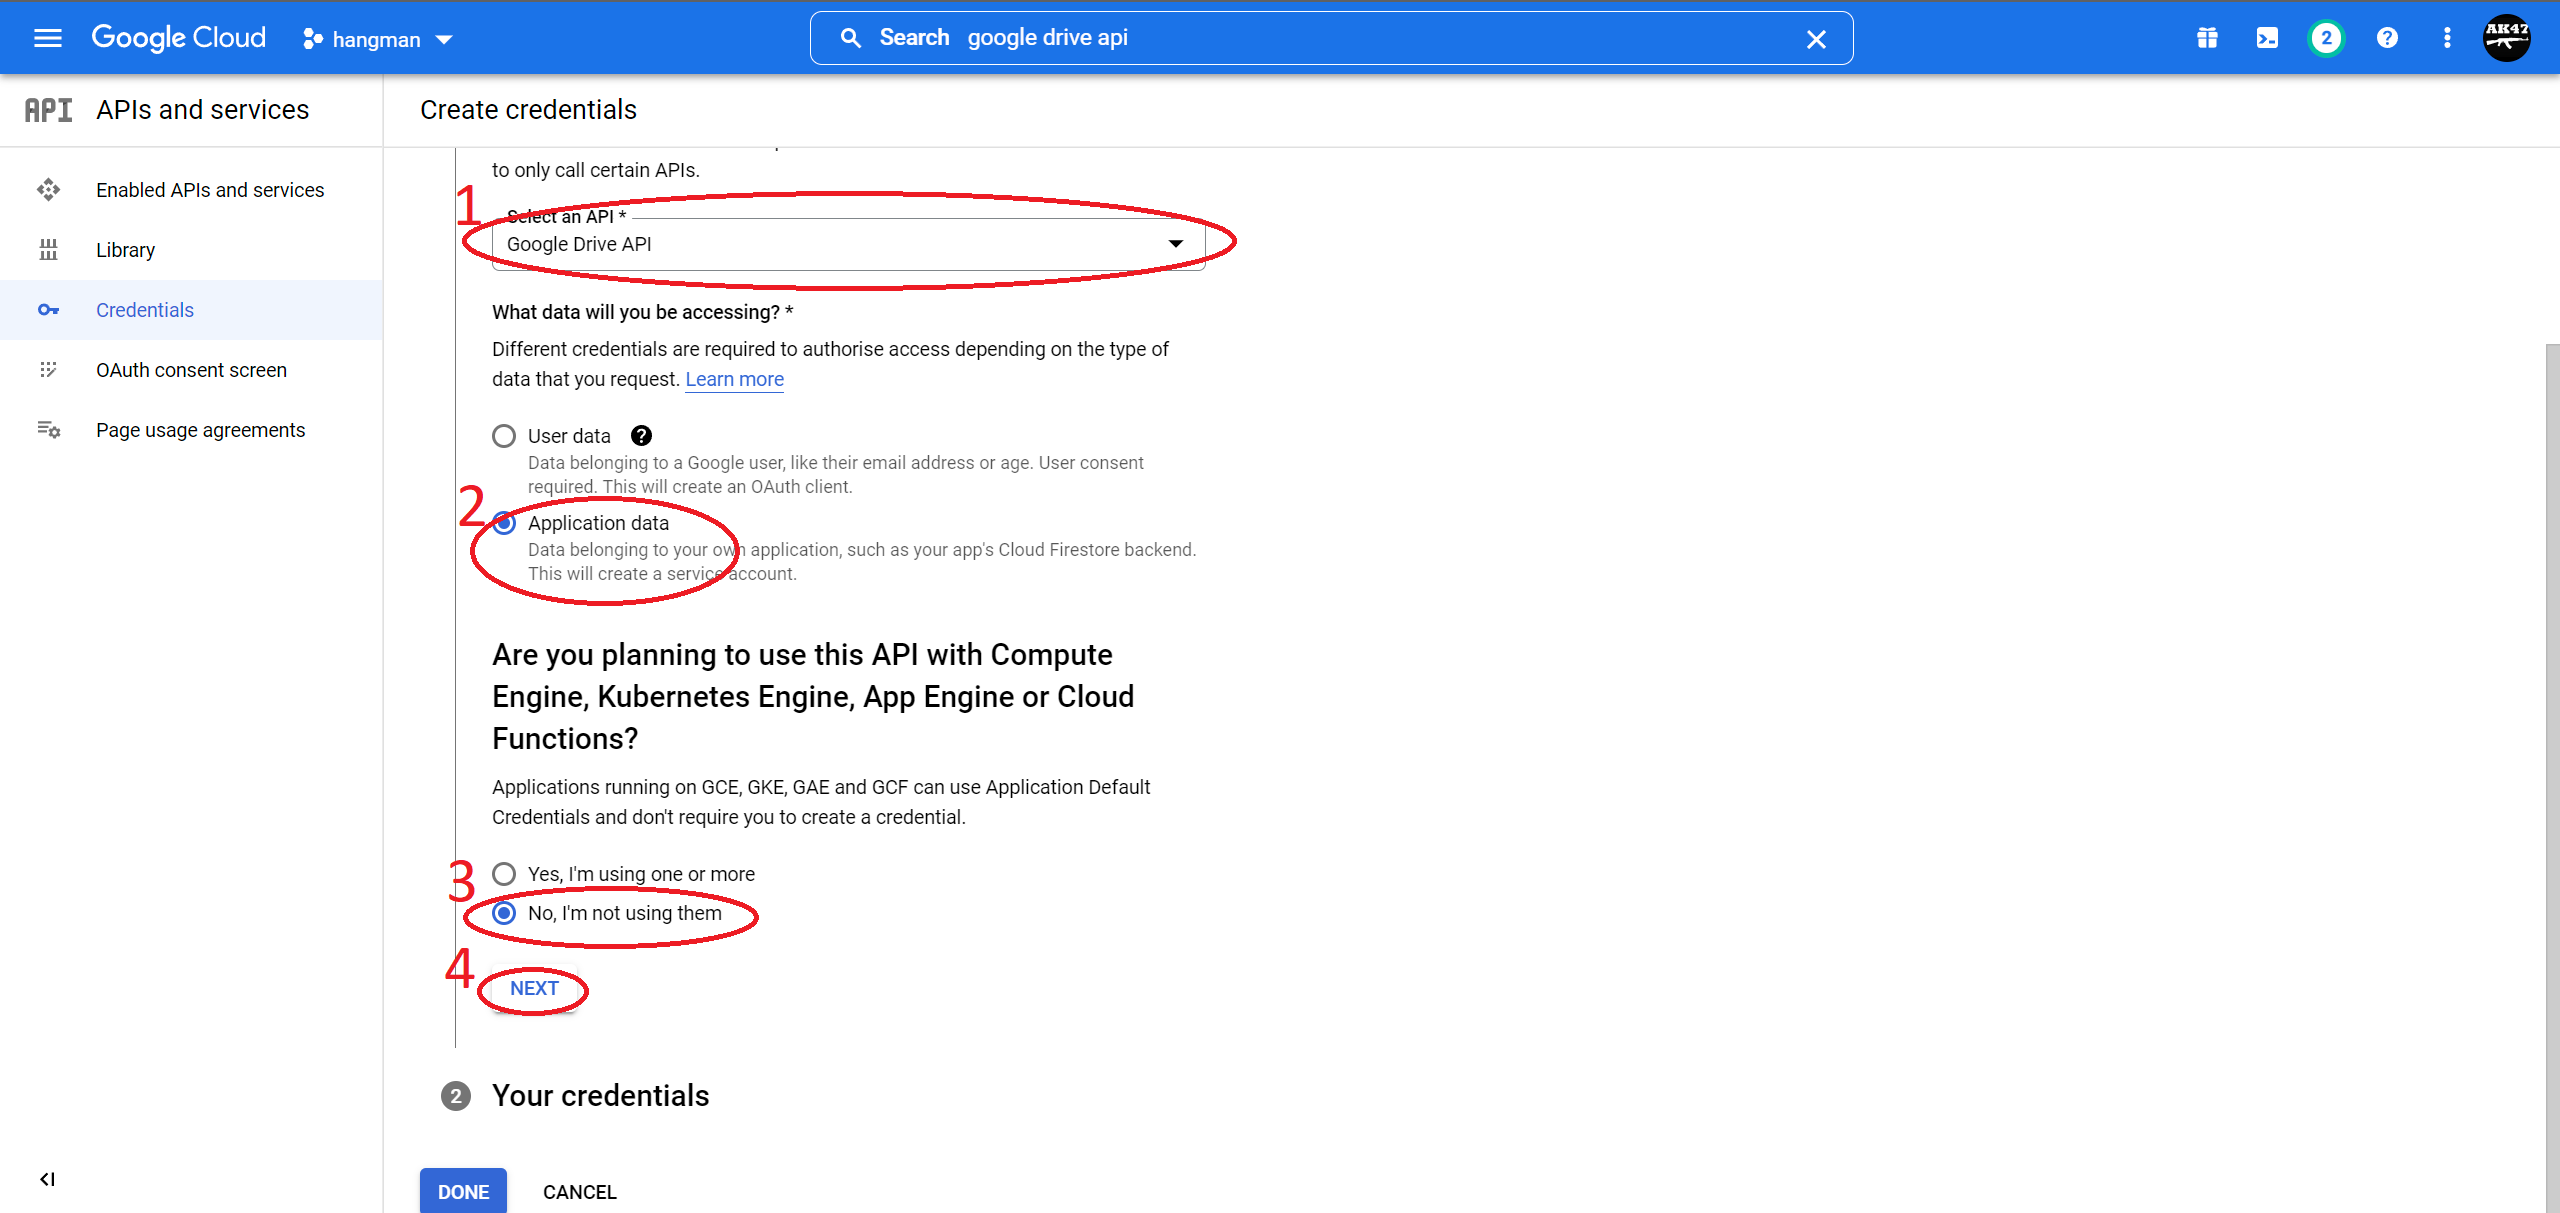 Google Cloud
hangman
Search google drive api
2
AK47
API APIs and services
Create credentials
Enabled APIs and services
Library
Credentials
OAuth consent screen
Page usage agreements
to only call certain APIs.
1
Select an API *
Google Drive API
What data will you be accessing? *
Different credentials are required to authorise access depending on the type of
data that you request. Learn more
User data
Data belonging to a Google user, like their email address or age. User consent
required. This will create an OAuth client.
2
Application data
Data belonging to your own application, such as your app's Cloud Firestore backend.
This will create a service account.
Are you planning to use this API with Compute
Engine, Kubernetes Engine, App Engine or Cloud
Functions?
Applications running on GCE, GKE, GAE and GCF can use Application Default
Credentials and don't require you to create a credential.
3
Yes, I'm using one or more
No, I'm not using them
4
NEXT
2 Your credentials
DONE
CANCEL